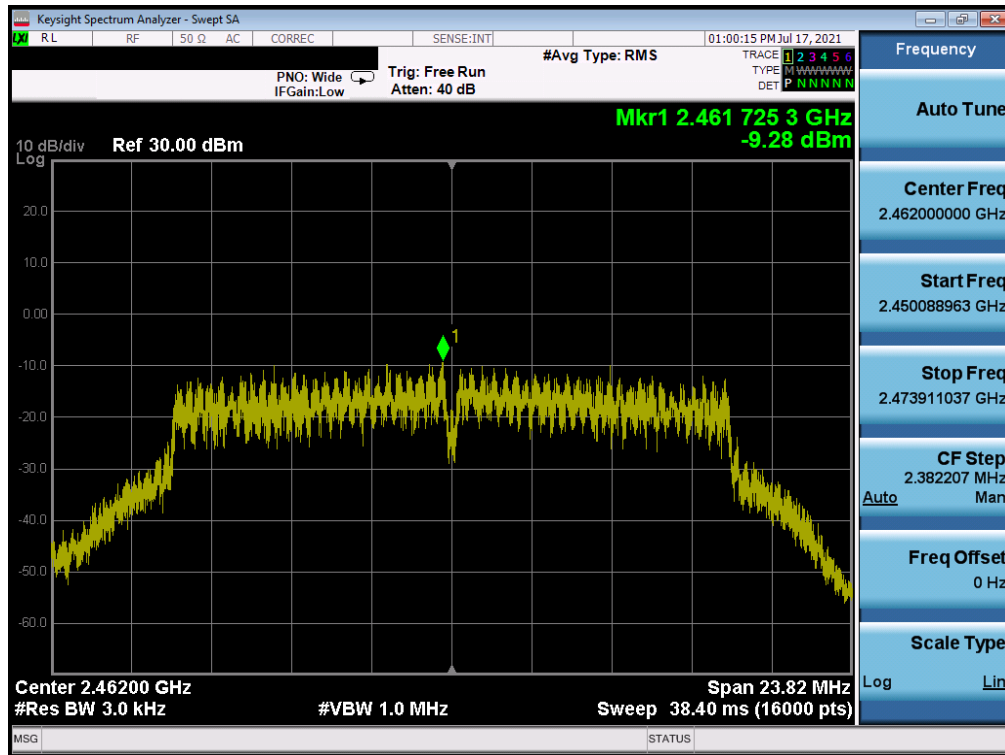 Keysight Spectrum Analyzer - Swept SA
LXI RL RF 50 Ω AC CORREC SENSE:INT 01:00:15 PM Jul 17, 2021
#Avg Type: RMS TRACE 1 2 3 4 5 6
PNO: Wide Trig: Free Run TYPE M WWWWW
IFGain:Low Atten: 40 dB DET P N N N N N
Mkr1 2.461 725 3 GHz
-9.28 dBm
10 dB/div Ref 30.00 dBm
Log
20.0
10.0
0.00
-10.0
-20.0
-30.0
-40.0
-50.0
-60.0
1
Center 2.46200 GHz Span 23.82 MHz
#Res BW 3.0 kHz #VBW 1.0 MHz Sweep 38.40 ms (16000 pts)
MSG STATUS
Frequency
Auto Tune
Center Freq
2.462000000 GHz
Start Freq
2.450088963 GHz
Stop Freq
2.473911037 GHz
CF Step
2.382207 MHz
Auto Man
Freq Offset
0 Hz
Scale Type
Log Lin